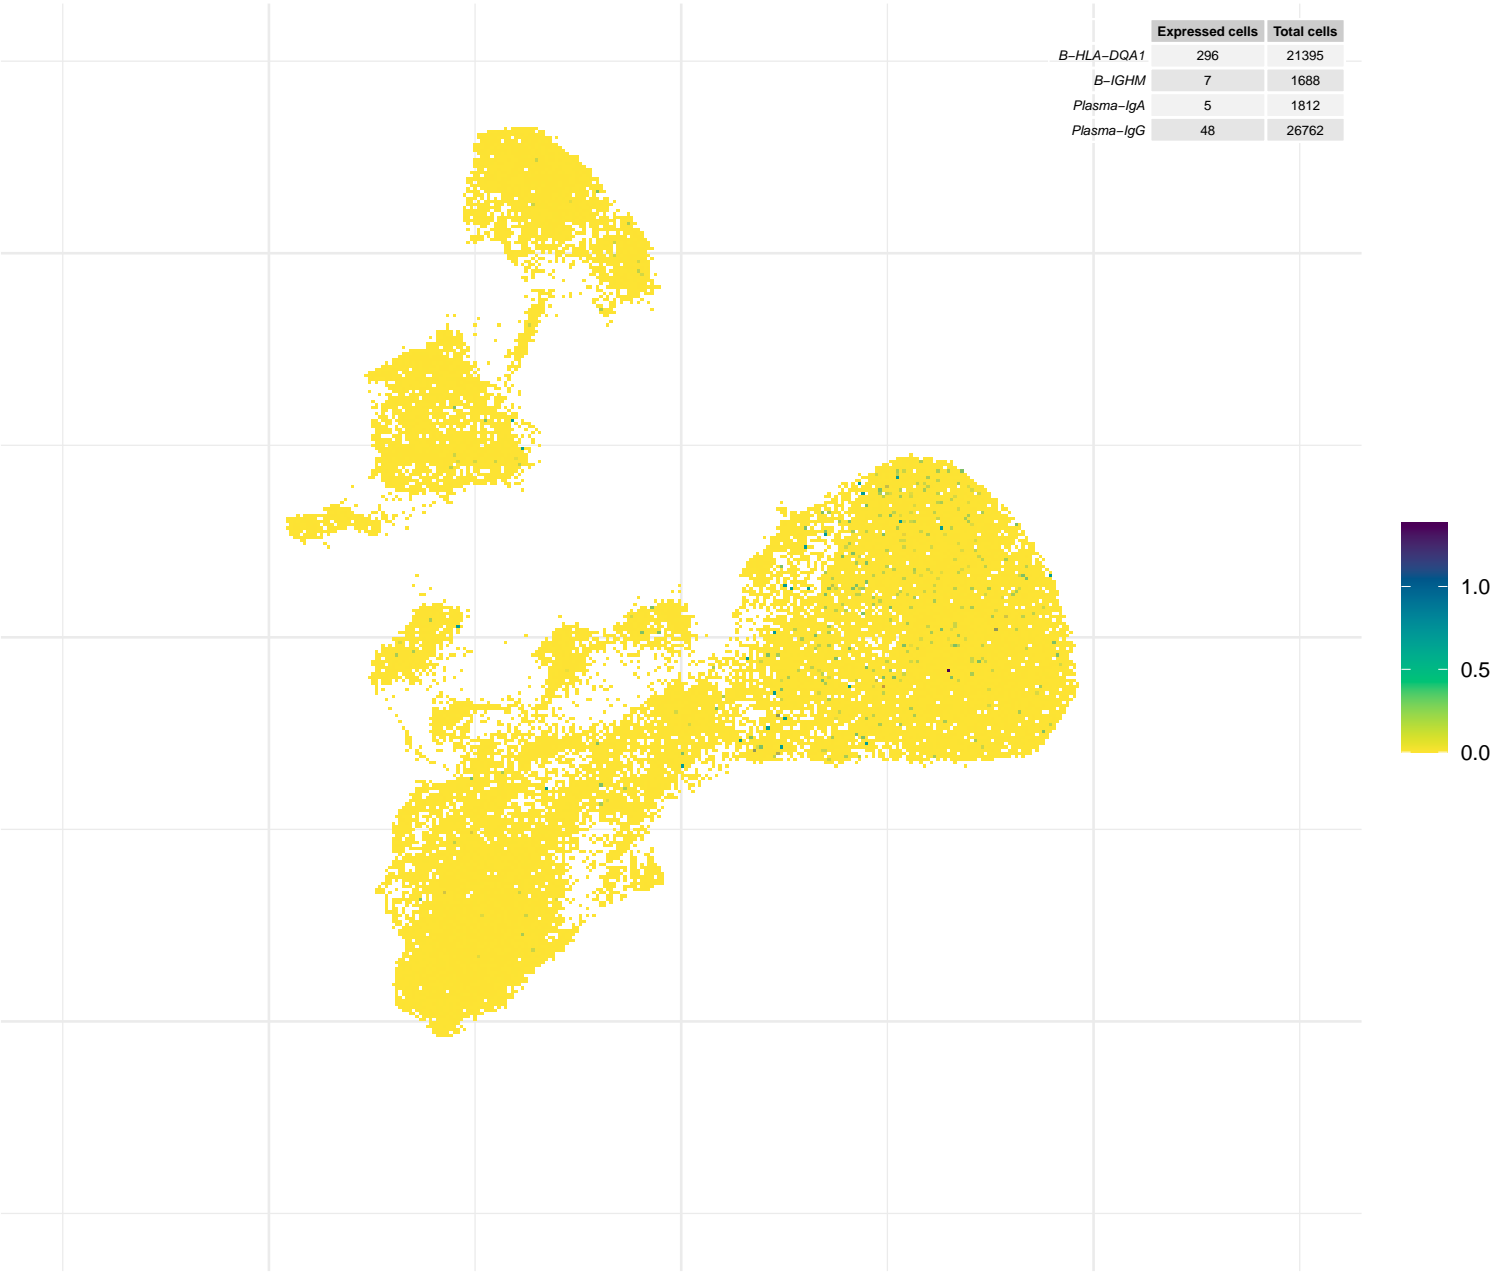 Expressed cells Total cells
B−HLA−DQA1 296 21395
B−IGHM 7 1688
Plasma−IgA 5 1812
Plasma−IgG 48 26762
1.0
0.5
0.0